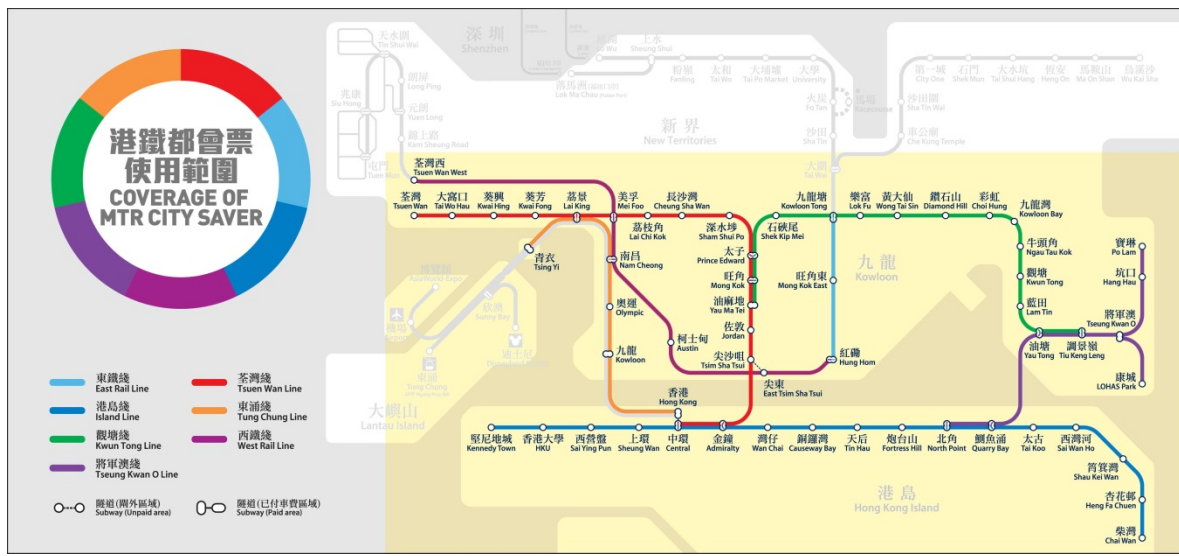 港鐵都會票
使用範圍
COVERAGE OF
MTR CITY SAVER
東鐵綫
East Rail Line
港島綫
Island Line
觀塘綫
Kwun Tong Line
將軍澳綫
Tseung Kwan O Line
荃灣綫
Tsuen Wan Line
東涌綫
Tung Chung Line
西鐵綫
West Rail Line
隧道(閘外區域)
Subway (Unpaid area)
隧道(已付車費區域)
Subway (Paid area)
深圳
Shenzhen
天水圍
Tin Shui Wai
朗屏
Long Ping
兆康
Siu Hong
元朗
Yuen Long
錦上路
Kam Sheung Road
屯門
Tuen Mun
Lo Wu
上水
Sheung Shui
落馬洲
Lok Ma Chau
粉嶺
Fanling
太和
Tai Wo
大埔墟
Tai Po Market
大學
University
火炭
Fo Tan
馬場
Racecourse
沙田
Sha Tin
大圍
Tai Wai
第一城
City One
石門
Shek Mun
大水坑
Tai Shui Hang
恆安
Heng On
馬鞍山
Ma On Shan
烏溪沙
Wu Kai Sha
沙田圍
Sha Tin Wai
車公廟
Che Kung Temple
新界
New Territories
荃灣西
Tsuen Wan West
荃灣
Tsuen Wan
大窩口
Tai Wo Hau
葵興
Kwai Hing
葵芳
Kwai Fong
荔景
Lai King
美孚
Mei Foo
荔枝角
Lai Chi Kok
長沙灣
Cheung Sha Wan
深水埗
Sham Shui Po
九龍塘
Kowloon Tong
石硤尾
Shek Kip Mei
樂富
Lok Fu
黃大仙
Wong Tai Sin
鑽石山
Diamond Hill
彩虹
Choi Hung
九龍灣
Kowloon Bay
牛頭角
Ngau Tau Kok
觀塘
Kwun Tong
藍田
Lam Tin
油塘
Yau Tong
調景嶺
Tiu Keng Leng
寶琳
Po Lam
坑口
Hang Hau
將軍澳
Tseung Kwan O
康城
LOHAS Park
太子
Prince Edward
旺角
Mong Kok
油麻地
Yau Ma Tei
佐敦
Jordan
尖沙咀
Tsim Sha Tsui
旺角東
Mong Kok East
紅磡
Hung Hom
尖東
East Tsim Sha Tsui
柯士甸
Austin
青衣
Tsing Yi
南昌
Nam Cheong
奧運
Olympic
九龍
Kowloon
香港
Hong Kong
九龍
Kowloon
AsiaWorld-Expo
欣澳
Sunny Bay
東涌
Tung Chung
大嶼山
Lantau Island
堅尼地城
Kennedy Town
香港大學
HKU
西營盤
Sai Ying Pun
上環
Sheung Wan
中環
Central
金鐘
Admiralty
灣仔
Wan Chai
銅鑼灣
Causeway Bay
天后
Tin Hau
炮台山
Fortress Hill
北角
North Point
鰂魚涌
Quarry Bay
太古
Tai Koo
西灣河
Sai Wan Ho
筲箕灣
Shau Kei Wan
杏花邨
Heng Fa Chuen
柴灣
Chai Wan
港島
Hong Kong Island